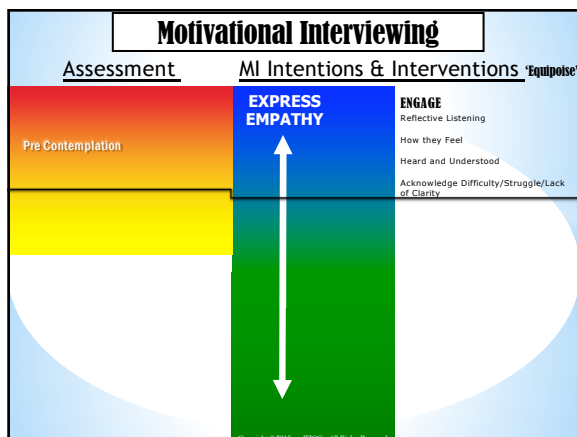 Motivational Interviewing
Assessment
MI Intentions & Interventions 'Equipoise'
EXPRESS
EMPATHY
ENGAGE
Reflective Listening
Pre Contemplation
How they Feel
Heard and Understood
Acknowledge Difficulty/Struggle/Lack
of Clarity